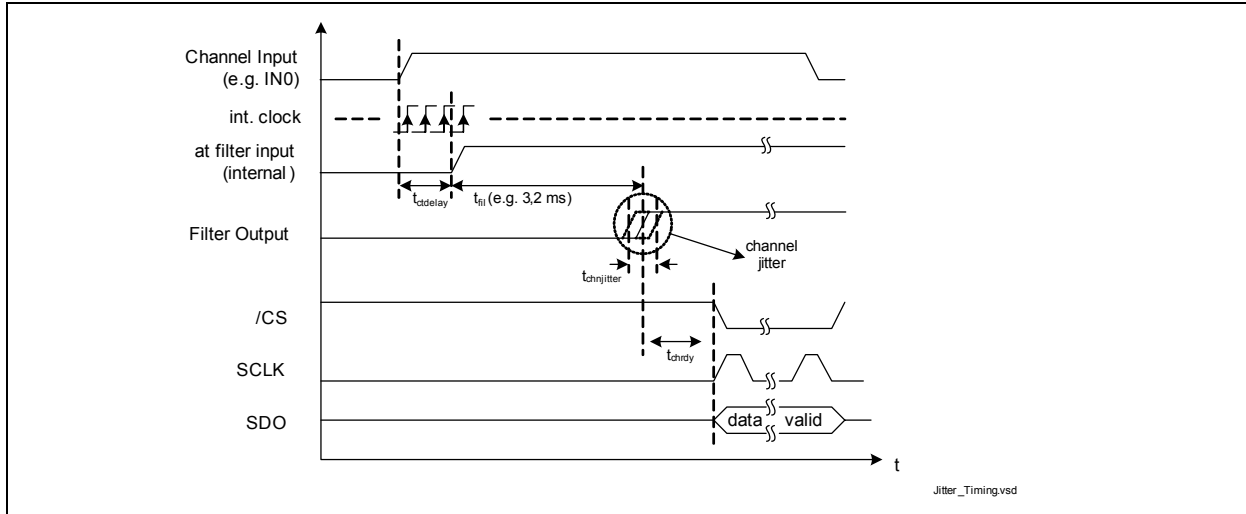 Channel Input
(e.g. IN0)
int. clock
at filter input
(internal )
tctdelay
tfil (e.g. 3,2 ms)
Filter Output
channel
jitter
tchnjitter
/CS
tchrdy
SCLK
SDO
data
valid
t
Jitter_Timing.vsd